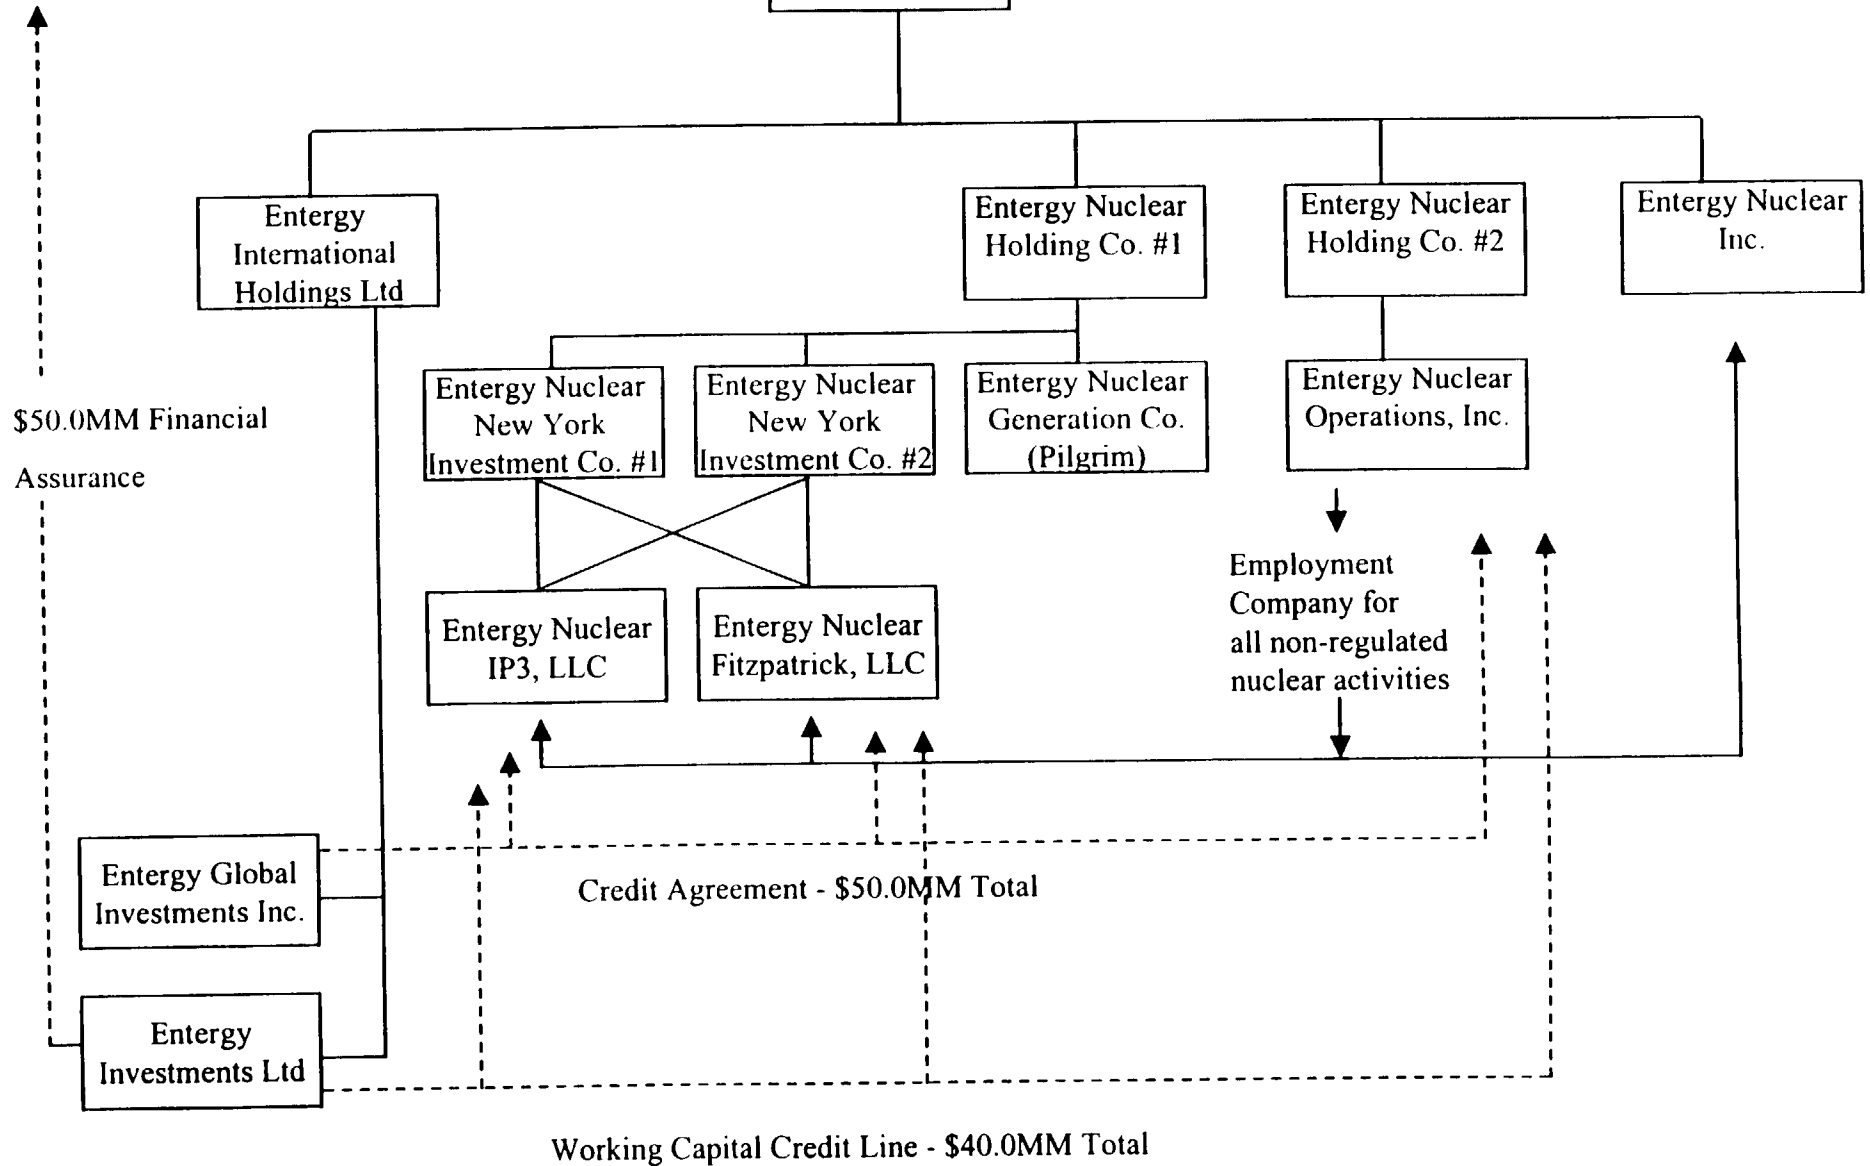 Entergy
International
Holdings Ltd
Entergy Nuclear
Holding Co. #1
Entergy Nuclear
Holding Co. #2
Entergy Nuclear
Inc.
$50.0MM Financial
Assurance
Entergy Nuclear
New York
Investment Co. #1
Entergy Nuclear
New York
Investment Co. #2
Entergy Nuclear
Generation Co.
(Pilgrim)
Entergy Nuclear
Operations, Inc.
Employment
Company for
all non-regulated
nuclear activities
Entergy Nuclear
IP3, LLC
Entergy Nuclear
Fitzpatrick, LLC
Entergy Global
Investments Inc.
Credit Agreement - $50.0MM Total
Entergy
Investments Ltd
Working Capital Credit Line - $40.0MM Total